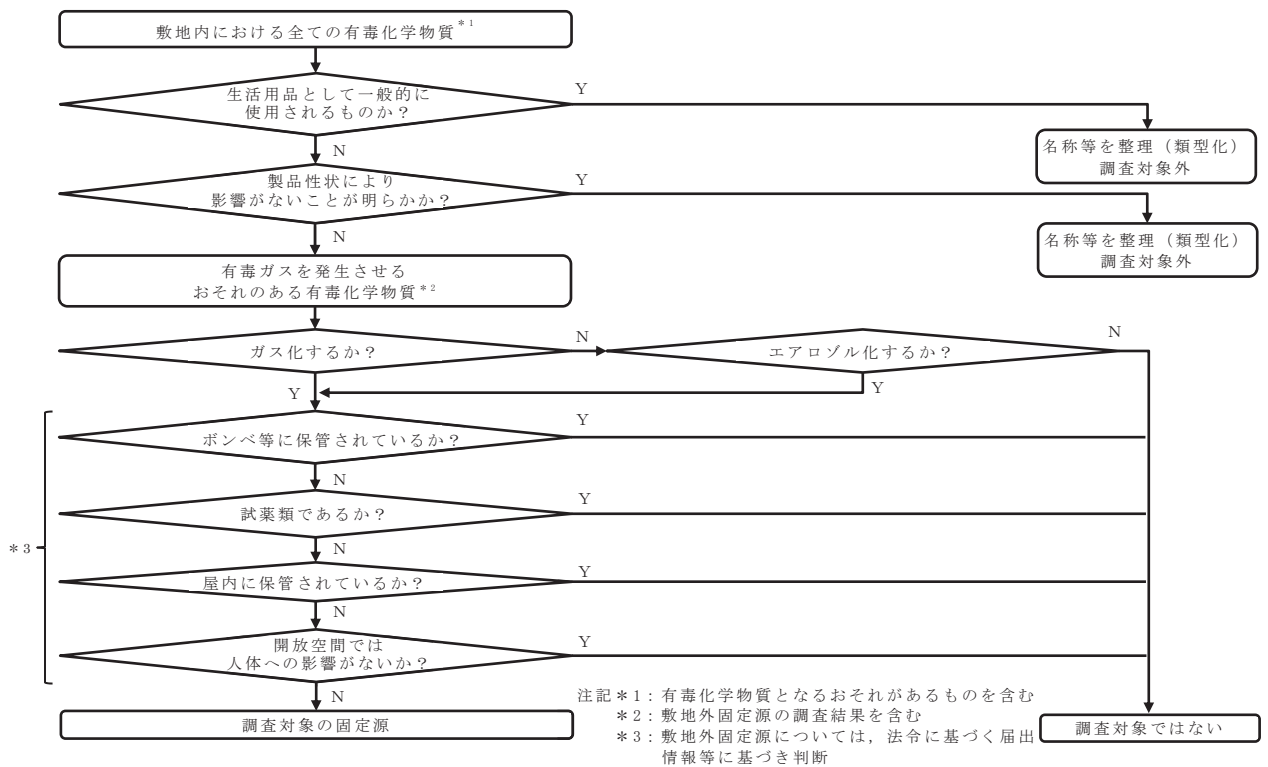 敷地内における全ての有毒化学物質＊１
生活用品として一般的に
使用されるものか？
Y
N
名称等を整理（類型化）
調査対象外
製品性状により
影響がないことが明らかか？
Y
N
名称等を整理（類型化）
調査対象外
有毒ガスを発生させる
おそれのある有毒化学物質＊２
ガス化するか？
N
エアロゾル化するか？
N
Y
Y
ボンベ等に保管されているか？
Y
N
試薬類であるか？
Y
N
＊3
屋内に保管されているか？
Y
N
開放空間では
人体への影響がないか？
Y
N
調査対象の固定源
注記＊1：有毒化学物質となるおそれがあるものを含む
＊2：敷地外固定源の調査結果を含む
＊3：敷地外固定源については，法令に基づく届出
情報等に基づき判断
調査対象ではない